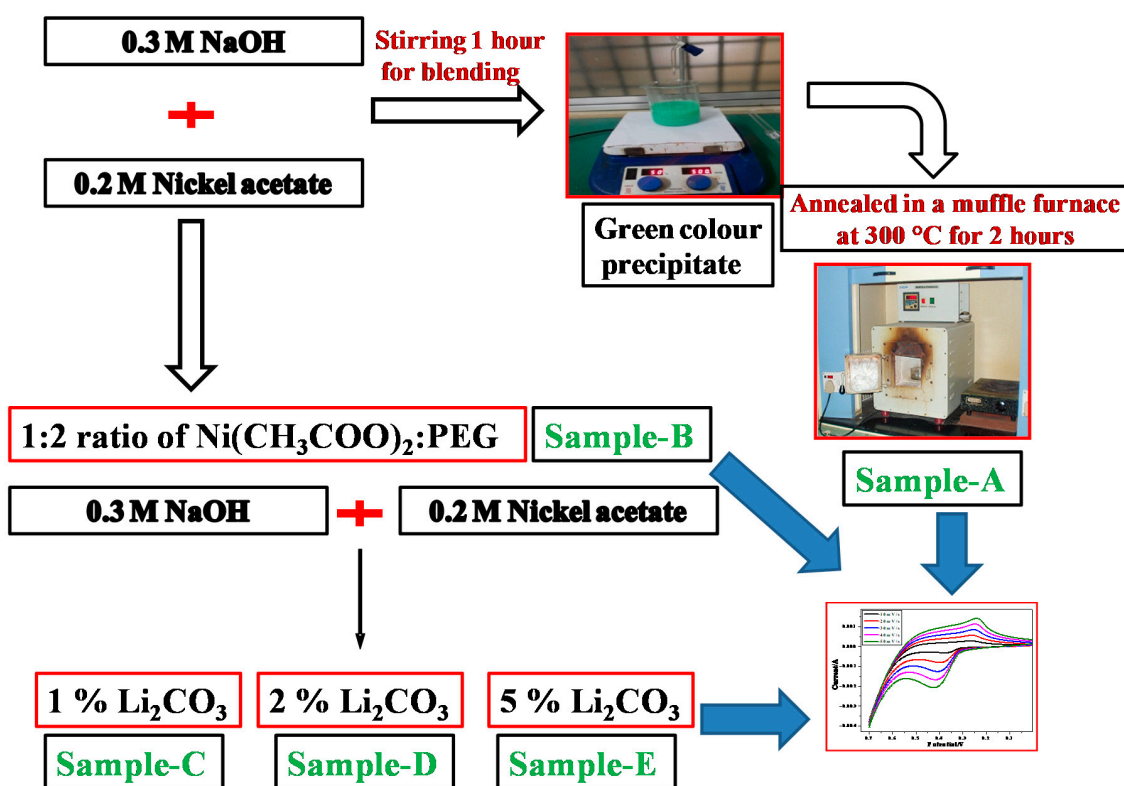 0.3 M NaOH
+
0.2 M Nickel acetate
Stirring 1 hour
for blending
Green colour
precipitate
Annealed in a muffle furnace
at 300 °C for 2 hours
Sample-A
1:2 ratio of Ni(CH₃COO)₂:PEG
Sample-B
0.3 M NaOH + 0.2 M Nickel acetate
1 % Li₂CO₃
2 % Li₂CO₃
5 % Li₂CO₃
Sample-C
Sample-D
Sample-E
Current/A
Potential/V